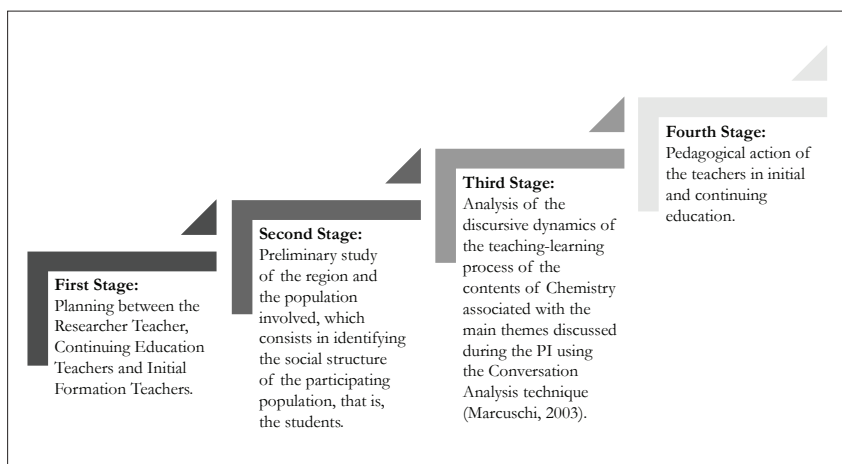 First Stage:
Planning between the
Researcher Teacher,
Continuing Education
Teachers and Initial
Formation Teachers.
Second Stage:
Preliminary study
of the region and
the population
involved, which
consists in identifying
the social structure
of the participating
population, that is,
the students.
Third Stage:
Analysis of the
discursive dynamics of
the teaching-learning
process of the
contents of Chemistry
associated with the
main themes discussed
during the PI using
the Conversation
Analysis technique
(Marcuschi, 2003).
Fourth Stage:
Pedagogical action of
the teachers in initial
and continuing
education.